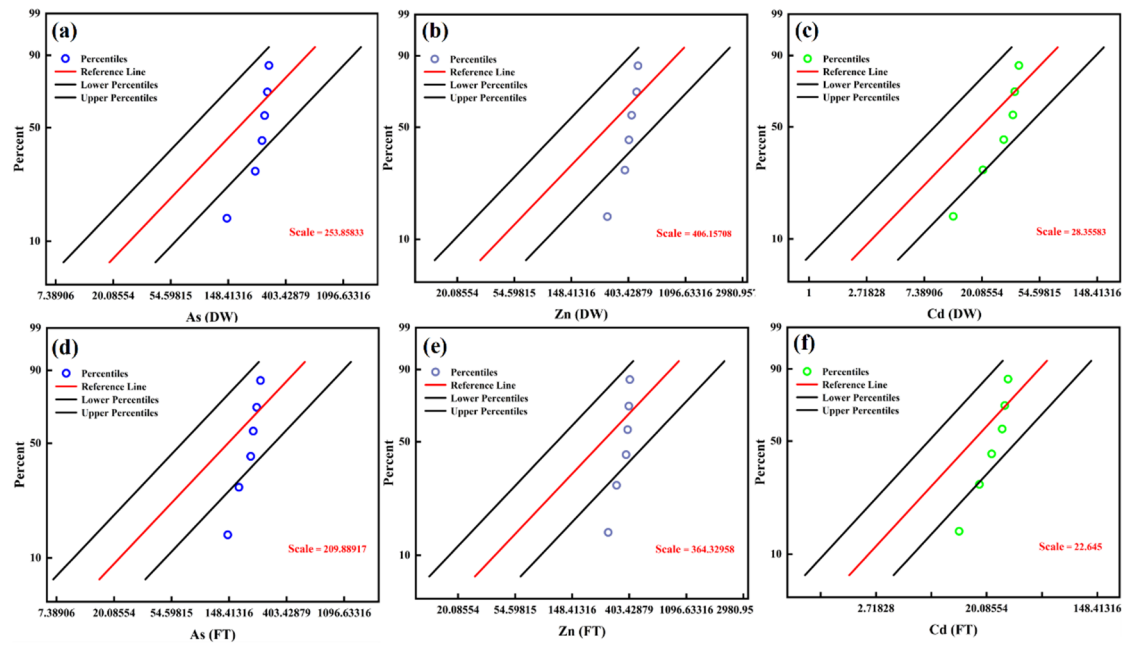 (a)
Percent
99
90
50
10
Percentiles
Reference Line
Lower Percentiles
Upper Percentiles
Scale = 253.85833
7.38906 20.08554 54.59815 148.41316 403.42879 1096.63316
As (DW)
(b)
Percent
99
90
50
10
Percentiles
Reference Line
Lower Percentiles
Upper Percentiles
Scale = 406.15708
20.08554 54.59815 148.41316 403.42879 1096.63316 2980.95
Zn (DW)
(c)
Percent
99
90
50
10
Percentiles
Reference Line
Lower Percentiles
Upper Percentiles
Scale = 28.35583
1 2.71828 7.38906 20.08554 54.59815 148.41316
Cd (DW)
(d)
Percent
99
90
50
10
Percentiles
Reference Line
Lower Percentiles
Upper Percentiles
Scale = 209.88917
7.38906 20.08554 54.59815 148.41316 403.42879 1096.63316
As (FT)
(e)
Percent
99
90
50
10
Percentiles
Reference Line
Lower Percentiles
Upper Percentiles
Scale = 364.32958
20.08554 54.59815 148.41316 403.42879 1096.63316 2980.95
Zn (FT)
(f)
Percent
99
90
50
10
Percentiles
Reference Line
Lower Percentiles
Upper Percentiles
Scale = 22.645
2.71828 20.08554 148.41316
Cd (FT)